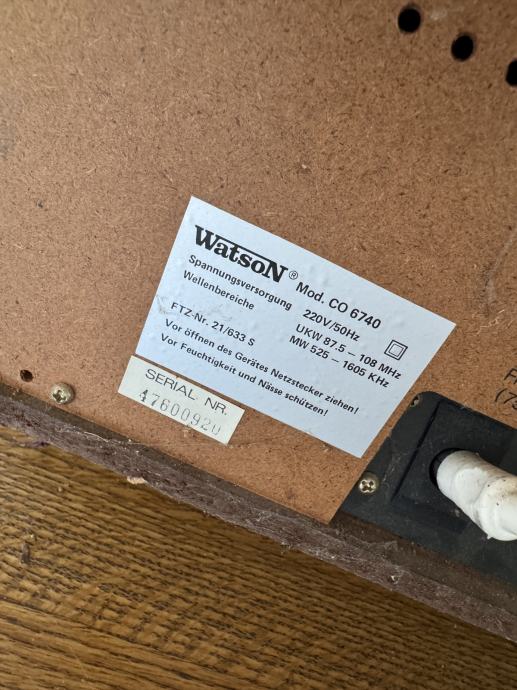 WatsoN® Mod. CO 6740
Spannungsversorgung 220V/50Hz
Wellenbereiche UKW 87.5 – 108 MHz
MW 525 – 1605 KHz
FTZ-Nr. 21/633 S
Vor öffnen des Gerätes Netzstecker ziehen!
Vor Feuchtigkeit und Nässe schützen!
SERIAL NR.
47600920